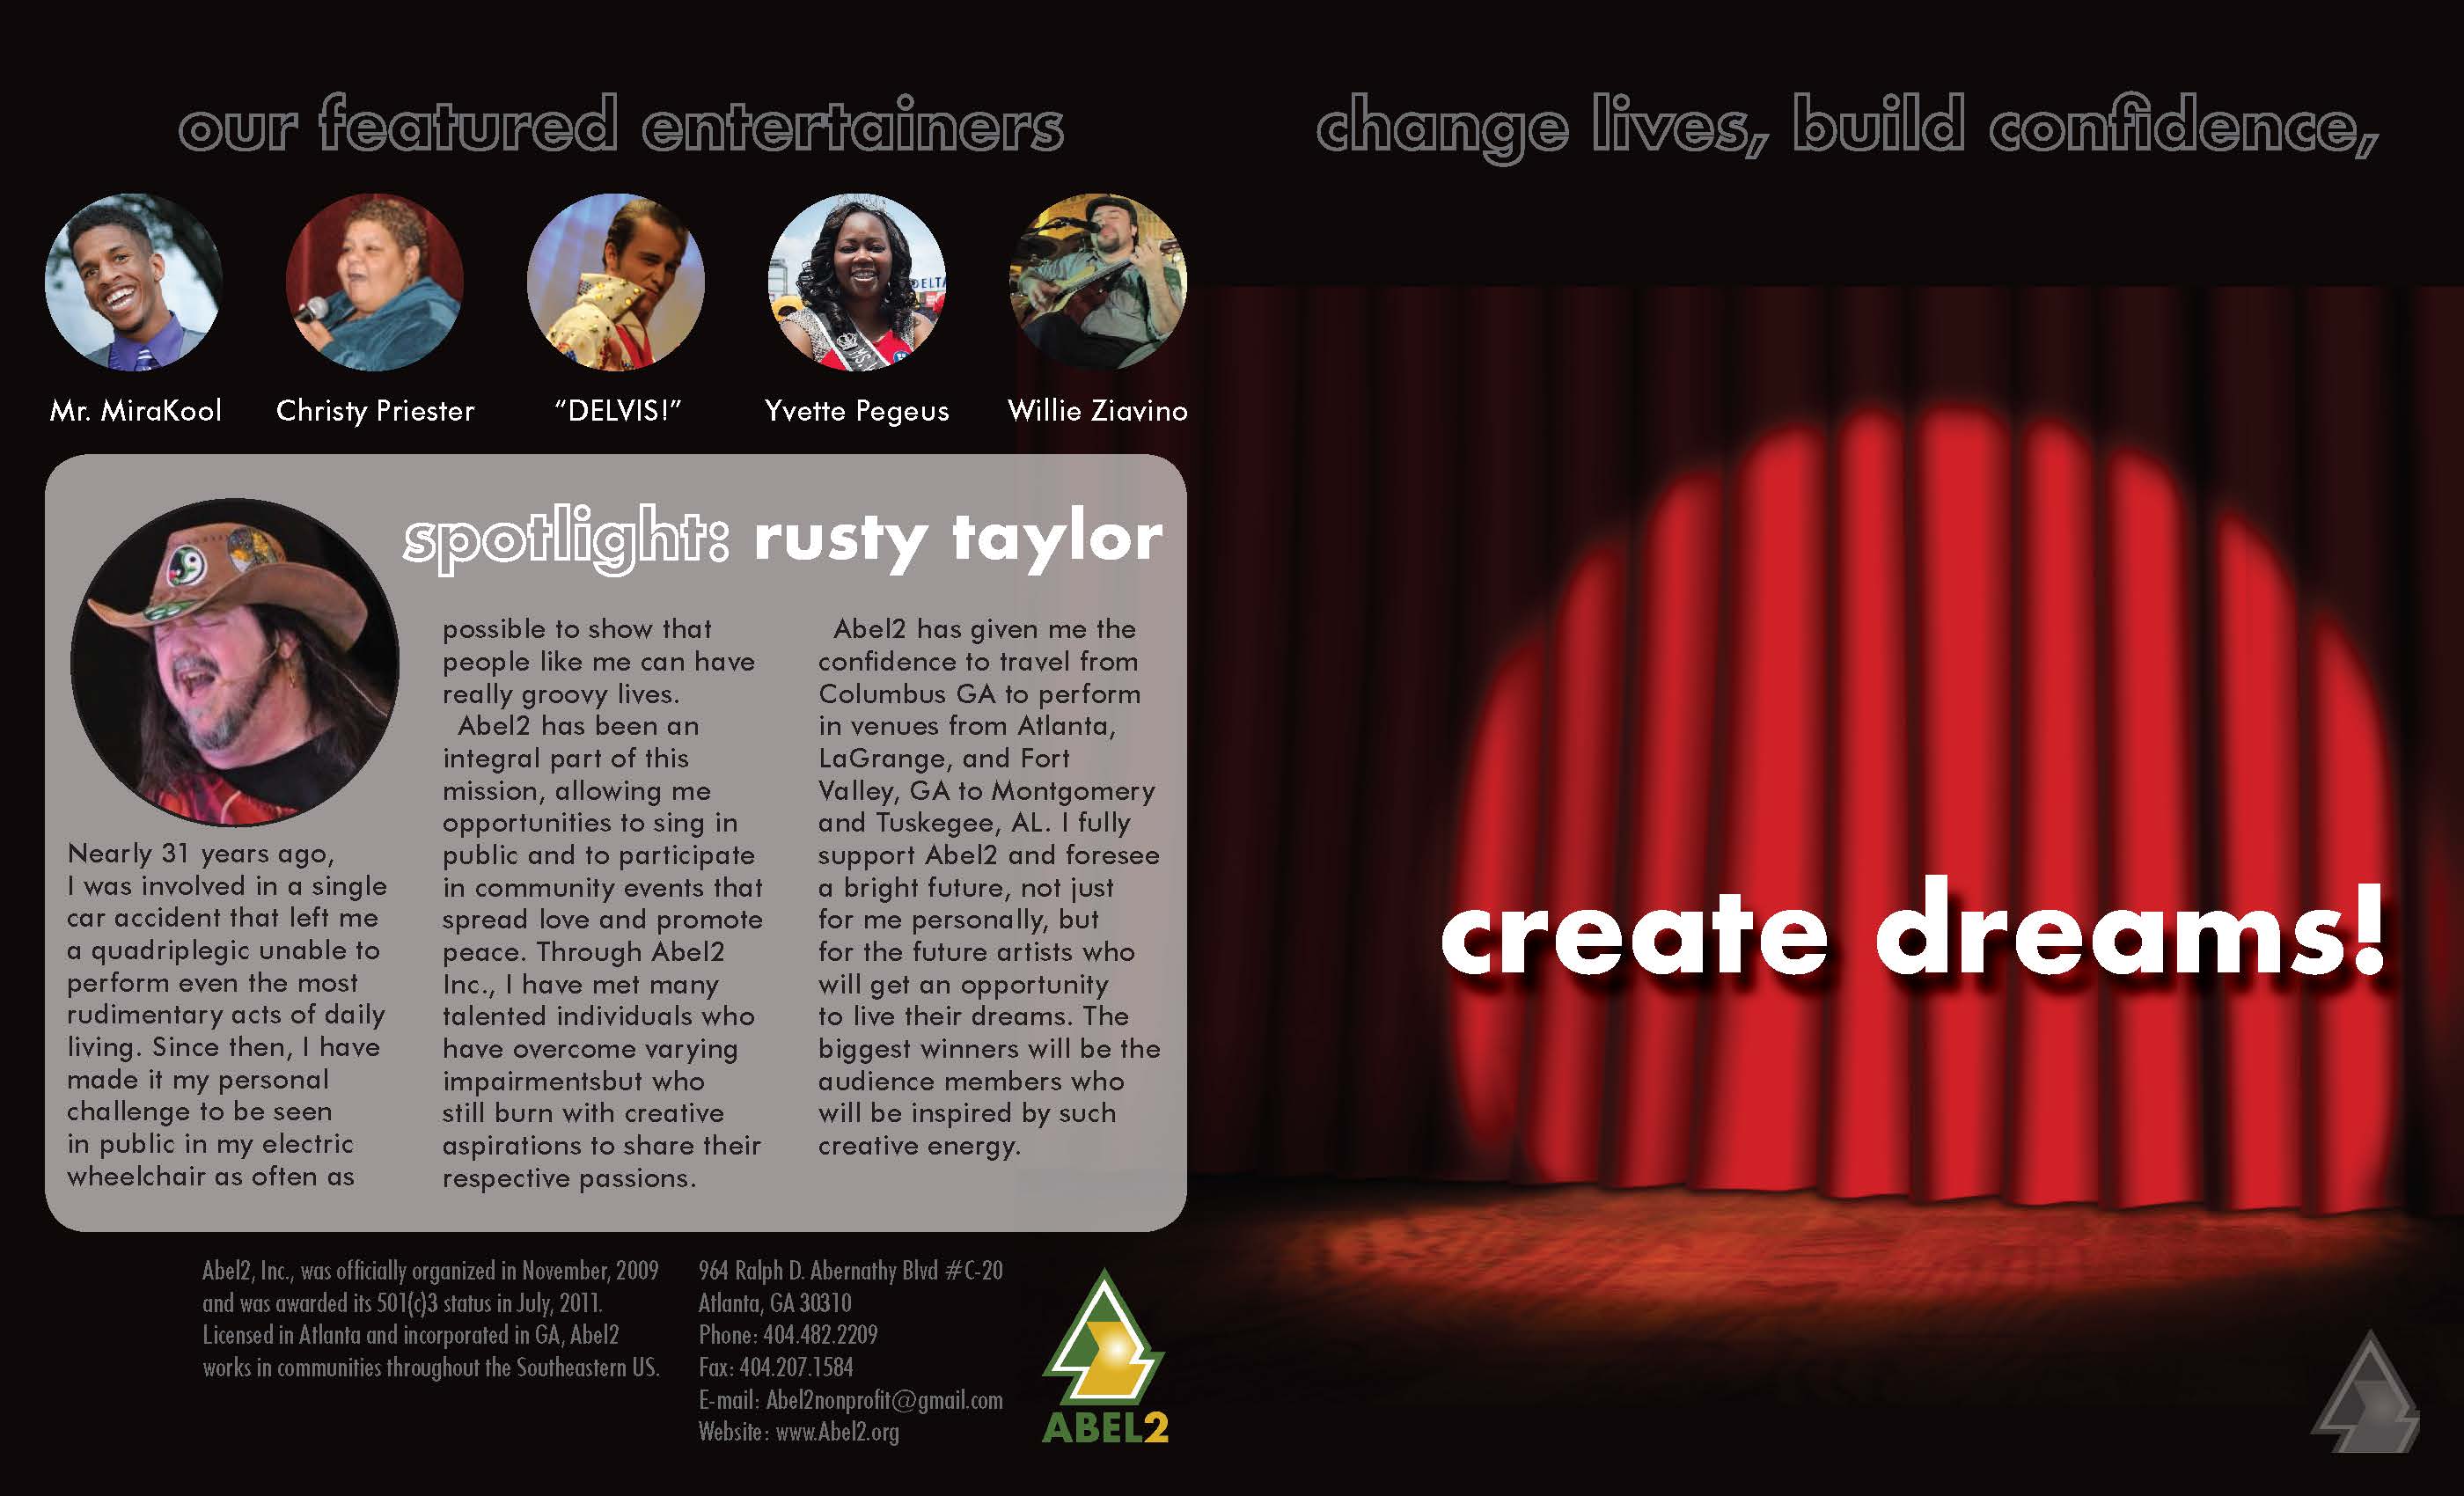 our featured entertainers
Mr. MiraKool
Christy Priester
“DELVIS!”
Yvette Pegeus
Willie Ziavino
spotlight: rusty taylor
Nearly 31 years ago,
I was involved in a single
car accident that left me
a quadriplegic unable to
perform even the most
rudimentary acts of daily
living. Since then, I have
made it my personal
challenge to be seen
in public in my electric
wheelchair as often as
possible to show that
people like me can have
really groovy lives.
Abel2 has been an
integral part of this
mission, allowing me
opportunities to sing in
public and to participate
in community events that
spread love and promote
peace. Through Abel2
Inc., I have met many
talented individuals who
have overcome varying
impairmentsbut who
still burn with creative
aspirations to share their
respective passions.
Abel2 has given me the
confidence to travel from
Columbus GA to perform
in venues from Atlanta,
LaGrange, and Fort
Valley, GA to Montgomery
and Tuskegee, AL. I fully
support Abel2 and foresee
a bright future, not just
for me personally, but
for the future artists who
will get an opportunity
to live their dreams. The
biggest winners will be the
audience members who
will be inspired by such
creative energy.
Abel2, Inc., was officially organized in November, 2009
and was awarded its 501(c)3 status in July, 2011.
Licensed in Atlanta and incorporated in GA, Abel2
works in communities throughout the Southeastern US.
964 Ralph D. Abernathy Blvd #C-20
Atlanta, GA 30310
Phone: 404.482.2209
Fax: 404.207.1584
E-mail: Abel2nonprofit@gmail.com
Website: www.Abel2.org
ABEL2
change lives, build confidence,
create dreams!